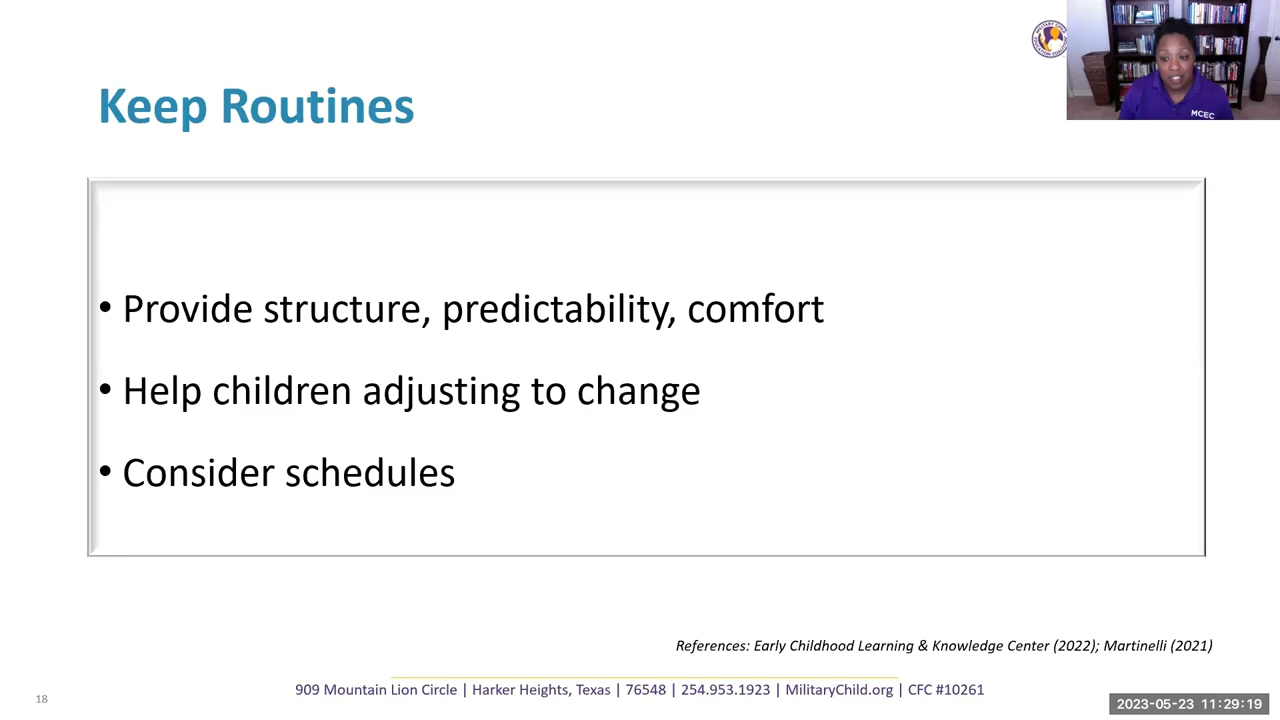 Keep Routines
MCEC
• Provide structure, predictability, comfort
• Help children adjusting to change
• Consider schedules
References: Early Childhood Learning & Knowledge Center (2022); Martinelli (2021)
909 Mountain Lion Circle | Harker Heights, Texas | 76548 | 254.953.1923 | MilitaryChild.org | CFC #10261
18
2023-05-23 11:29:19